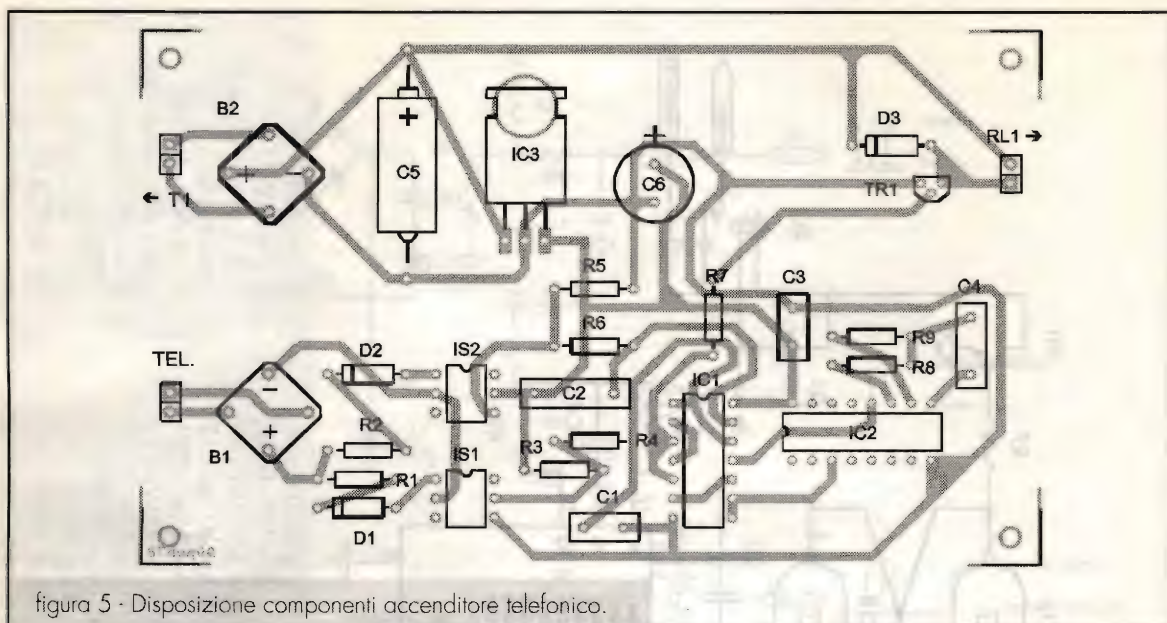 B2
D3
RL1 →
IC3
C5
C6
← T1
TR1
R5
R7
C3
C4
TEL.
D2
IS2
R6
R9
R8
C2
IC1
B1
R2
R3
R4
IC2
R1
IS1
C1
D1
+
-
+
+
-
+
figura 5 - Disposizione componenti accenditore telefonico.